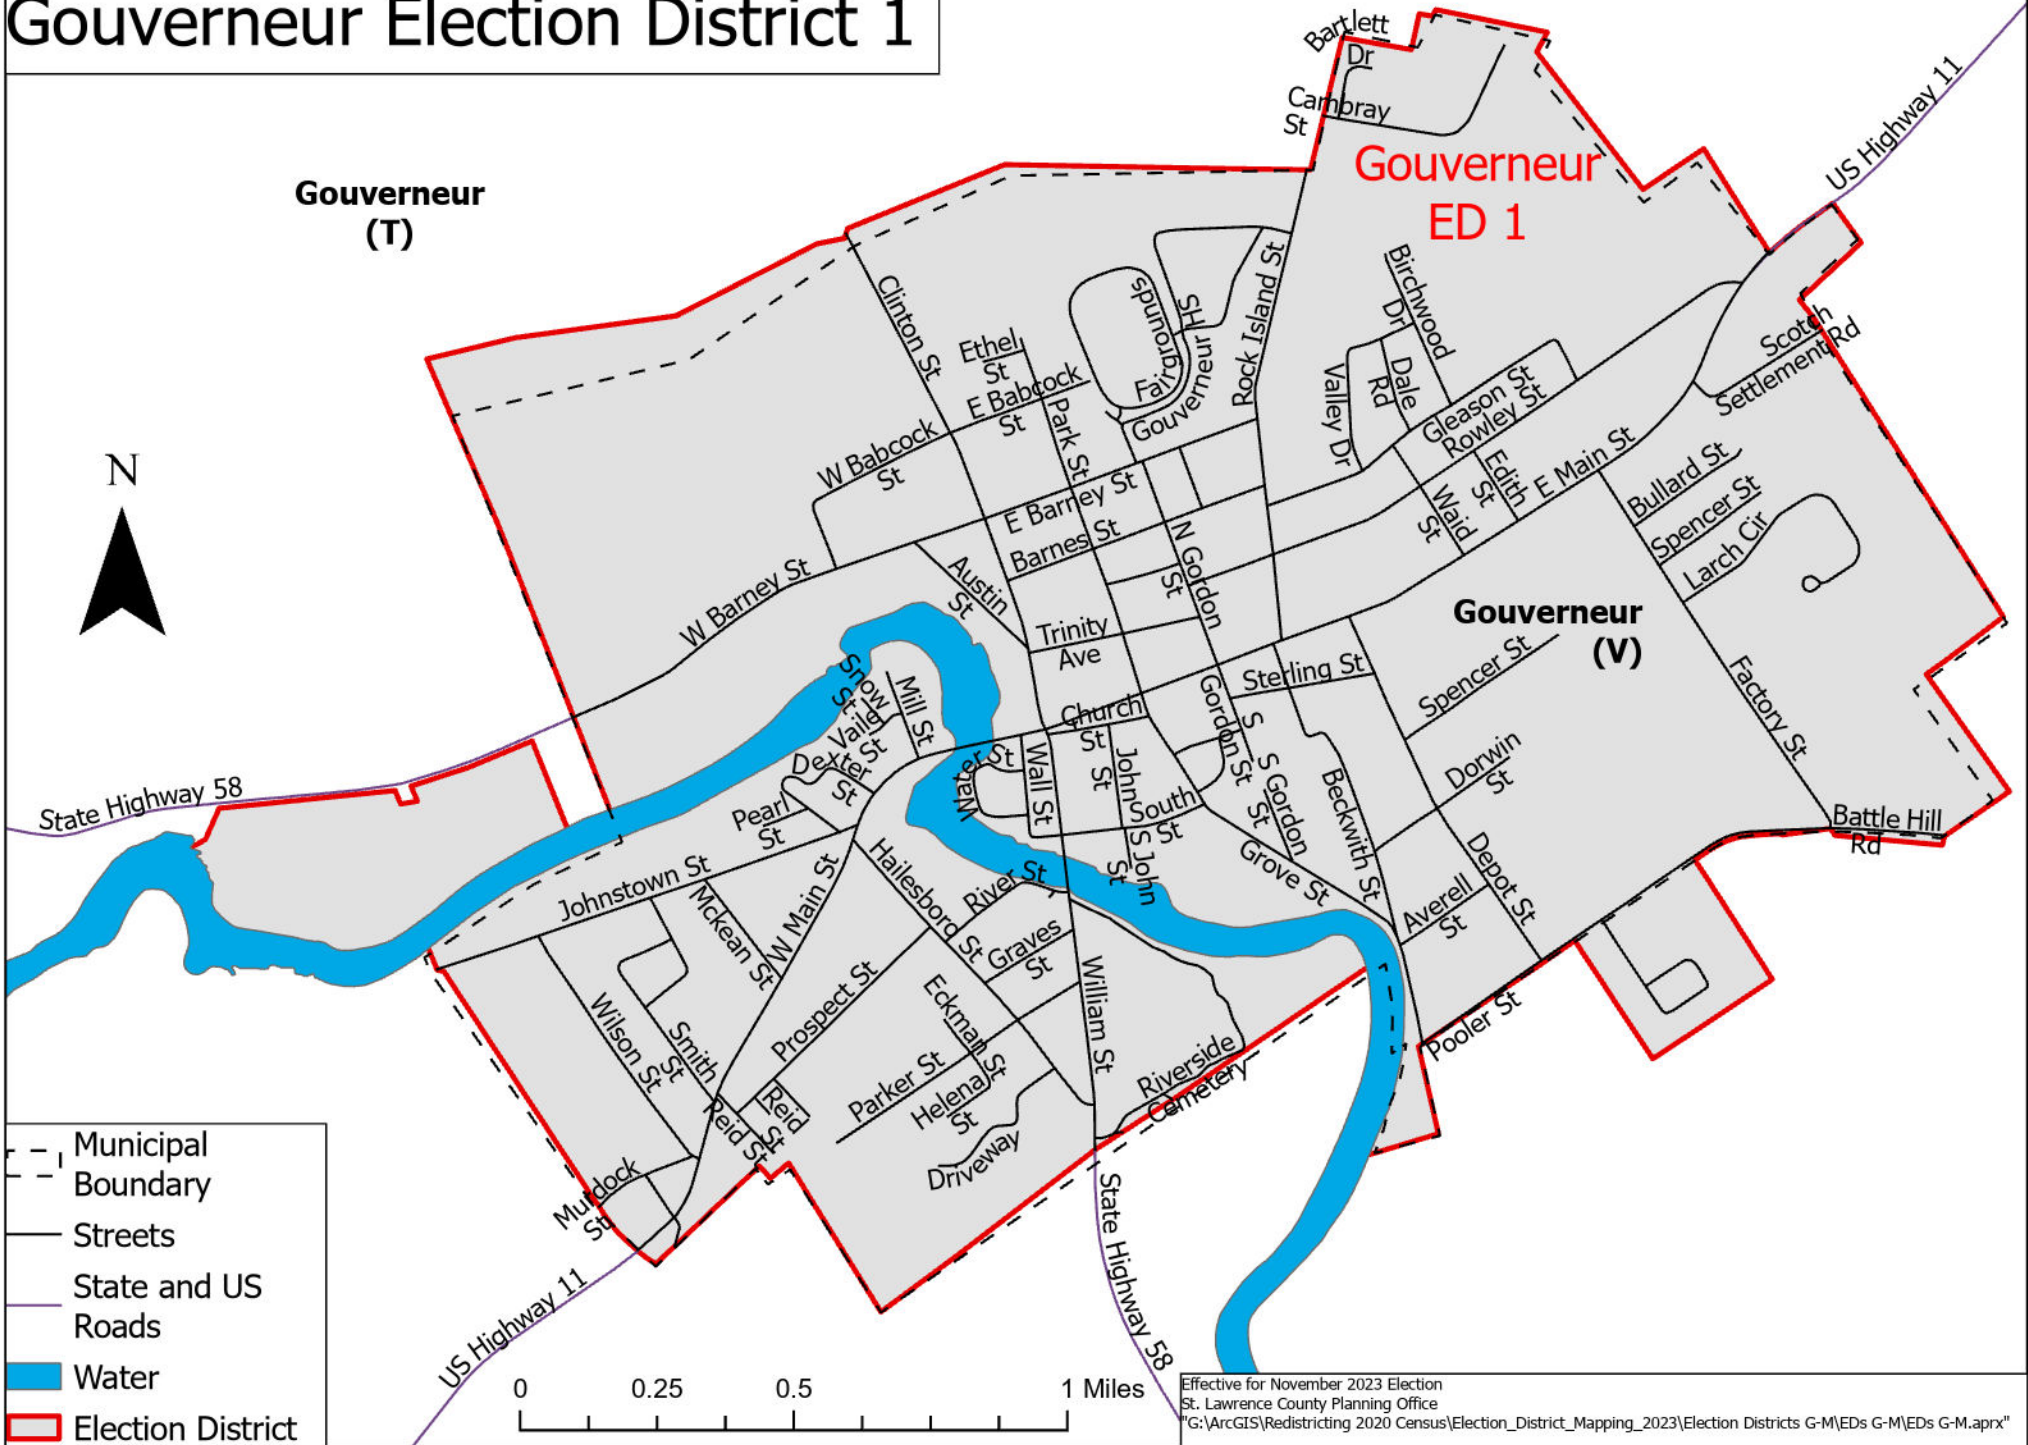 Gouverneur Election District 1
Bartlett
Dr
Cambray
St
US Highway 11
Gouverneur
ED 1
Gouverneur
(T)
Clinton St
Ethel
St
E Babcock
St
W Babcock
St
Park St
Fairgrounds
Gouverneur HS
Rock Island St
Birchwood
Dr
Dale
Rd
Valley Dr
Gleason St
Rowley St
Scotch
Settlement Rd
N
E Barney St
Barnes St
N Gordon
St
Edith
St
Waid
St
E Main St
Bullard St
Spencer St
Larch Cir
W Barney St
Austin
St
Trinity
Ave
Gouverneur
(V)
Spencer St
Sterling St
Factory St
Snow
St
Mill St
Vaile
St
Dexter
St
Pearl
St
Church
St
Wall St
John
St
South
St
S John
St
S
Gordon St
S Gordon
St
Beckwith St
Dorwin
St
Depot St
Averell
St
Grove St
Battle Hill
Rd
State Highway 58
Johnstown St
Mckean St
W Main St
Hailesboro St
River St
Graves
St
William St
Prospect St
Wilson St
Smith
St
Eckman St
Parker St
Helena
St
Reid St
Reid
St
Driveway
Riverside
Cemetery
Pooler St
Murdock
St
US Highway 11
State Highway 58
Municipal
Boundary
Streets
State and US
Roads
Water
Election District
0 0.25 0.5 1 Miles
Effective for November 2023 Election
St. Lawrence County Planning Office
"G:\ArcGIS\Redistricting 2020 Census\Election_District_Mapping_2023\Election Districts G-M\EDs G-M\EDs G-M.aprx"